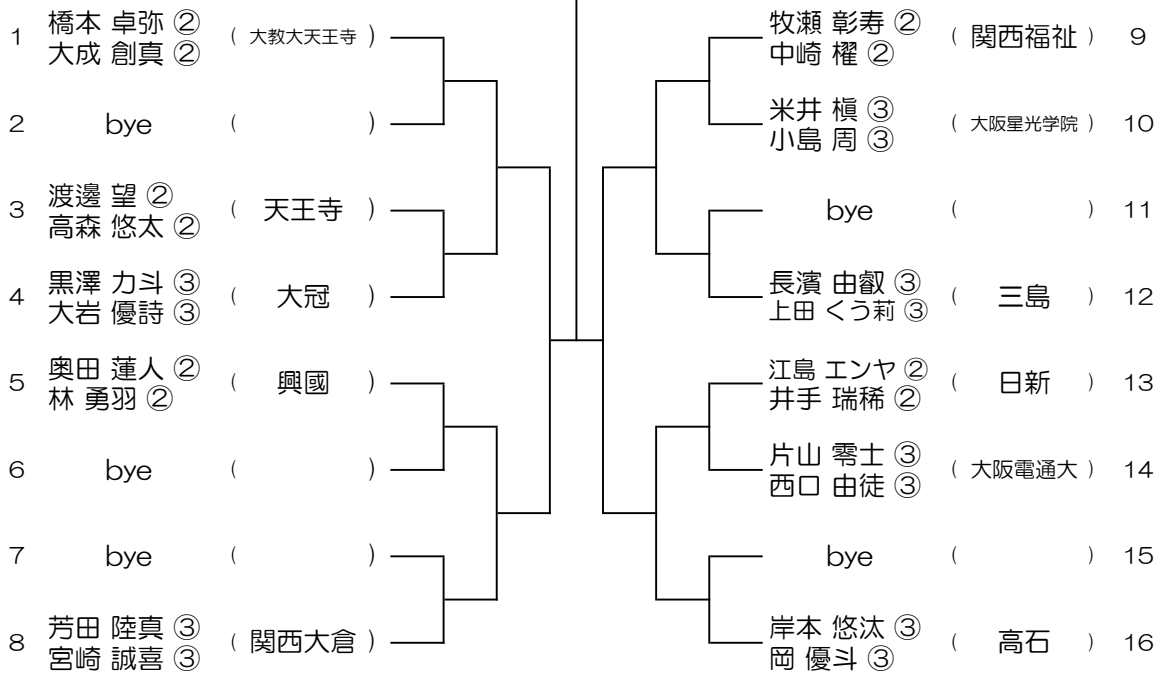 1 橋本 卓弥 ② ( 大教大天王寺 )
大成 創真 ②
2 bye ( )
3 渡邊 望 ② ( 天王寺 )
高森 悠太 ②
4 黒澤 力斗 ③ ( 大冠 )
大岩 優詩 ③
5 奥田 蓮人 ② ( 興國 )
林 勇羽 ②
6 bye ( )
7 bye ( )
8 芳田 陸真 ③ ( 関西大倉 )
宮崎 誠喜 ③
牧瀬 彰寿 ② ( 関西福祉 ) 9
中崎 櫂 ②
米井 槇 ③ ( 大阪星光学院 ) 10
小島 周 ③
bye ( ) 11
長濱 由叡 ③ ( 三島 ) 12
上田 くう莉 ③
江島 エンヤ ② ( 日新 ) 13
井手 瑞稀 ②
片山 零士 ③ ( 大阪電通大 ) 14
西口 由徒 ③
bye ( ) 15
岸本 悠汰 ③ ( 高石 ) 16
岡 優斗 ③